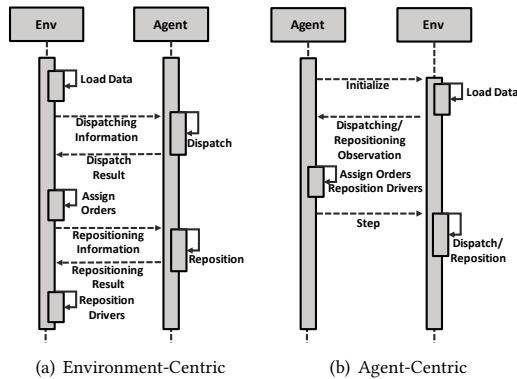 Env
Agent
Load Data
Dispatching
Information
Dispatch
Dispatch
Result
Assign
Orders
Repositioning
Information
Reposition
Repositioning
Result
Reposition
Drivers
(a) Environment-Centric
Agent
Env
Initialize
Load Data
Dispatching/
Repositioning
Observation
Assign Orders
Reposition Drivers
Step
Dispatch/
Reposition
(b) Agent-Centric